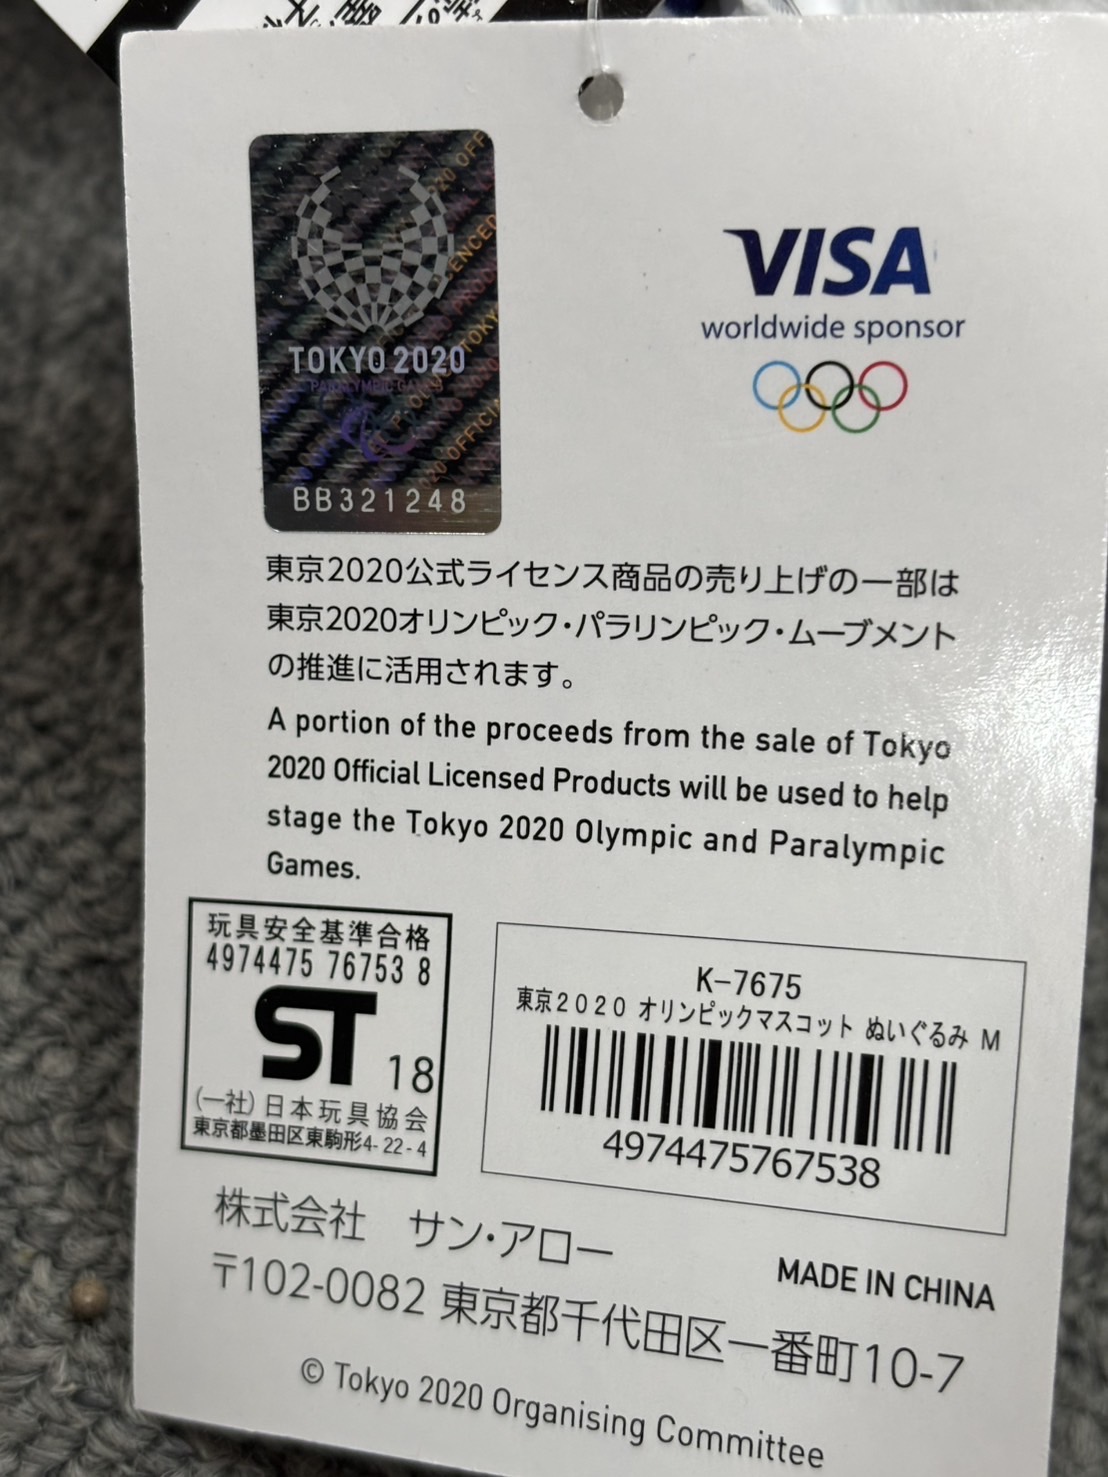 TOKYO 2020
PARALYMPIC GAMES
BB321248
VISA
worldwide sponsor
東京2020公式ライセンス商品の売り上げの一部は
東京2020オリンピック・パラリンピック・ムーブメント
の推進に活用されます。
A portion of the proceeds from the sale of Tokyo
2020 Official Licensed Products will be used to help
stage the Tokyo 2020 Olympic and Paralympic
Games.
玩具安全基準合格
4974475 76753 8
ST 18
(一社)日本玩具協会
東京都墨田区東駒形4-22-4
K-7675
東京2020 オリンピックマスコット ぬいぐるみ M
4974475767538
株式会社 サン・アロー
MADE IN CHINA
〒102-0082 東京都千代田区一番町10-7
© Tokyo 2020 Organising Committee